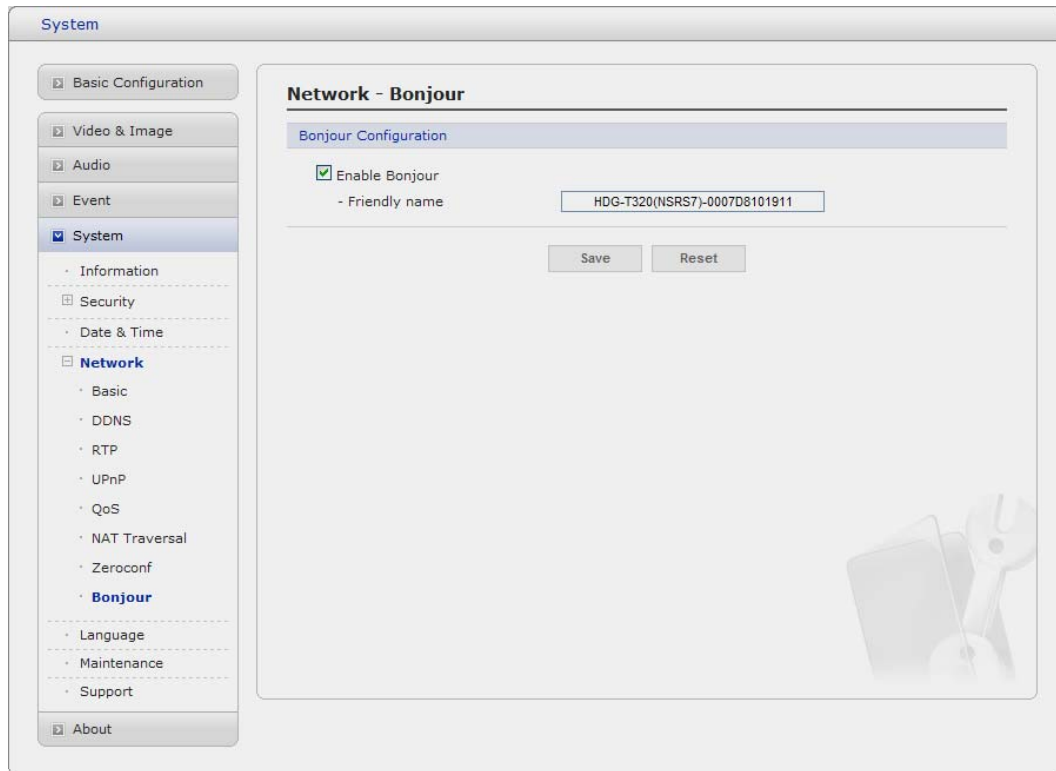 System
Basic Configuration
Video & Image
Audio
Event
System
Information
Security
Date & Time
Network
Basic
DDNS
RTP
UPnP
QoS
NAT Traversal
Zeroconf
Bonjour
Language
Maintenance
Support
About
Network - Bonjour
Bonjour Configuration
Enable Bonjour
- Friendly name HDG-T320(NSRS7)-0007D8101911
Save Reset